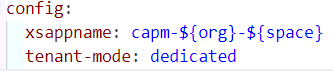 config:
  xsappname: capm-${org}-${space}
  tenant-mode: dedicated